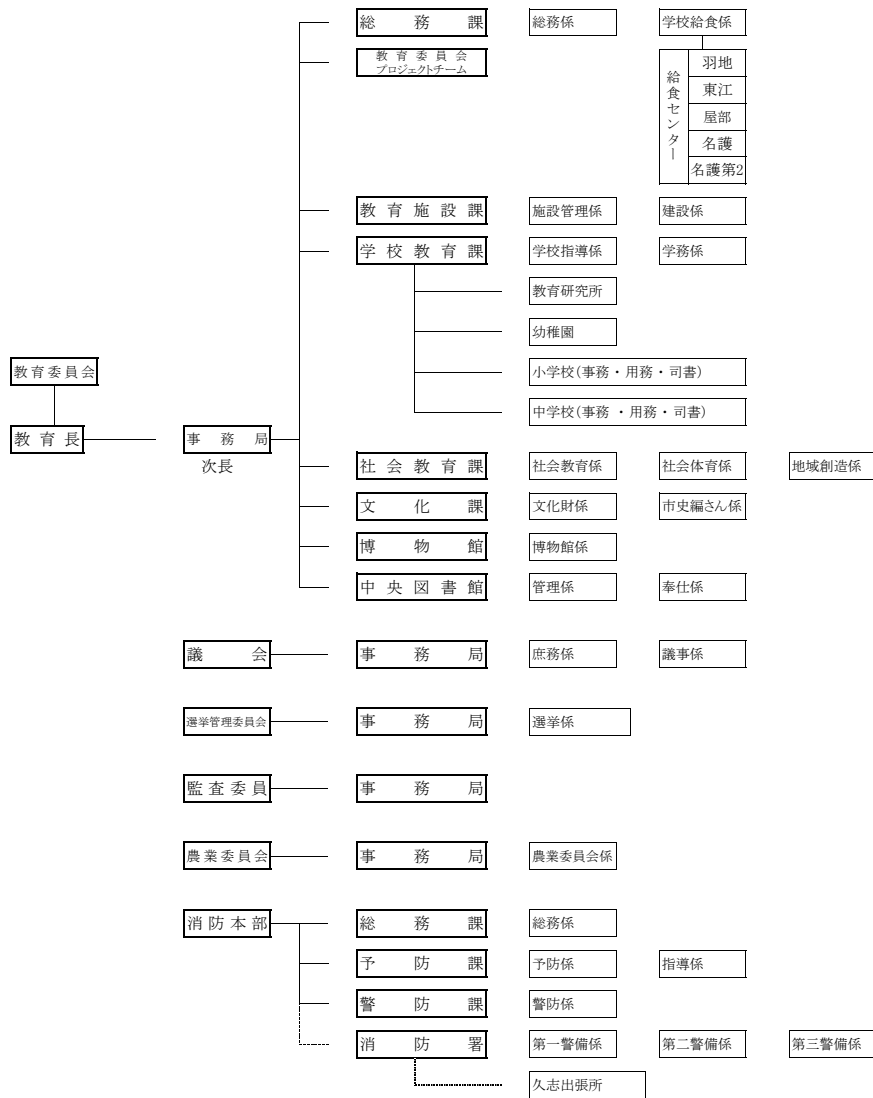 総務課 総務係 学校給食係
教育委員会
プロジェクトチーム
給食センター
羽地
東江
屋部
名護
名護第2
教育施設課 施設管理係 建設係
学校教育課 学校指導係 学務係
教育研究所
幼稚園
教育委員会 小学校(事務・用務・司書)
中学校(事務・用務・司書)
教育長 事務局
次長 社会教育課 社会教育係 社会体育係 地域創造係
文化課 文化財係 市史編さん係
博物館 博物館係
中央図書館 管理係 奉仕係
議会 事務局 庶務係 議事係
選挙管理委員会 事務局 選挙係
監査委員 事務局
農業委員会 事務局 農業委員会係
消防本部 総務課 総務係
予防課 予防係 指導係
警防課 警防係
消防署 第一警備係 第二警備係 第三警備係
久志出張所